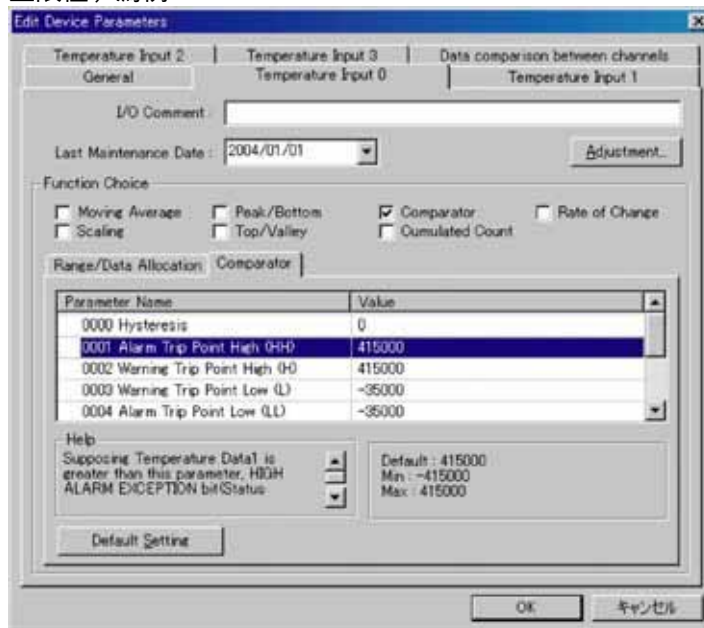 Edit Device Parameters
Temperature Input 2
Temperature Input 3
Data comparison between channels
General
Temperature Input 0
Temperature Input 1
I/O Comment :
Last Maintenance Date :
2004/01/01
Adjustment...
Function Choice
Moving Average
Peak/Bottom
Comparator
Rate of Change
Scaling
Top/Valley
Cumulated Count
Range/Data Allocation
Comparator
Parameter Name
Value
0000 Hysteresis
0
0001 Alarm Trip Point High (HH)
415000
0002 Warning Trip Point High (H)
415000
0003 Warning Trip Point Low (L)
-35000
0004 Alarm Trip Point Low (LL)
-35000
Help
Supposing Temperature Data1 is
greater than this parameter, HIGH
ALARM EXCEPTION bit(Status
Default : 415000
Min : -415000
Max : 415000
Default Setting
OK
キャンセル